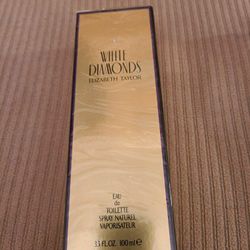 WHITE
DIAMONDS
ELIZABETH TAYLOR
EAU
de
TOILETTE
SPRAY NATUREL
VAPORISATEUR
3.3 FL. OZ. 100 ml ℮